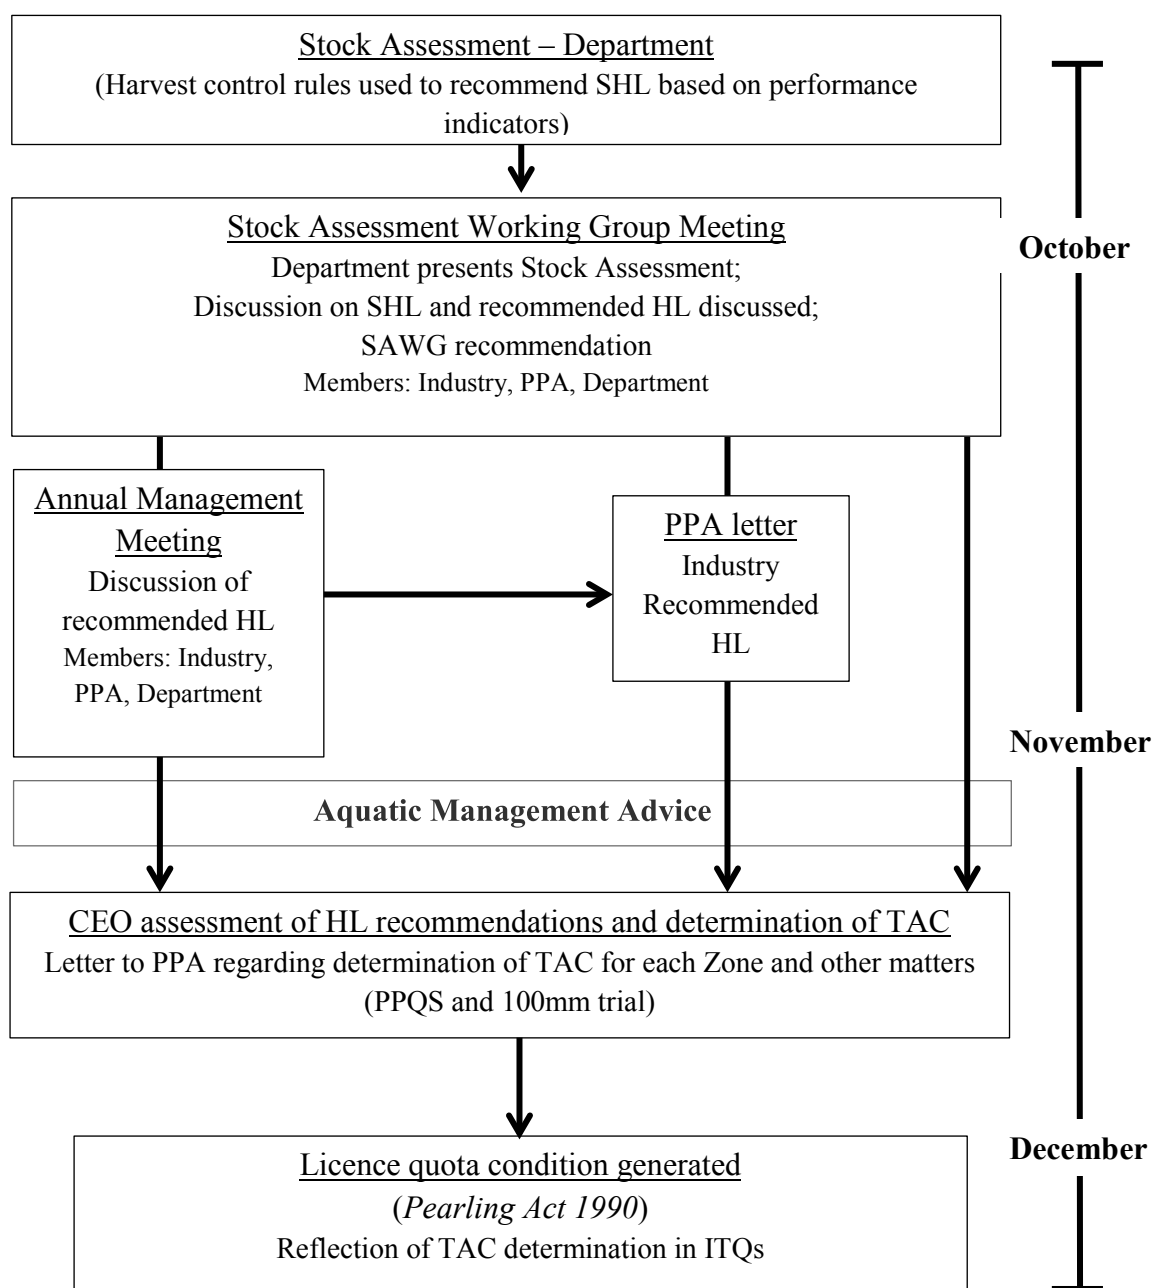 Stock Assessment – Department
(Harvest control rules used to recommend SHL based on performance
indicators)
Stock Assessment Working Group Meeting
Department presents Stock Assessment;
Discussion on SHL and recommended HL discussed;
SAWG recommendation
Members: Industry, PPA, Department
October
Annual Management
Meeting
Discussion of
recommended HL
Members: Industry,
PPA, Department
PPA letter
Industry
Recommended
HL
November
Aquatic Management Advice
CEO assessment of HL recommendations and determination of TAC
Letter to PPA regarding determination of TAC for each Zone and other matters
(PPQS and 100mm trial)
December
Licence quota condition generated
(Pearling Act 1990)
Reflection of TAC determination in ITQs